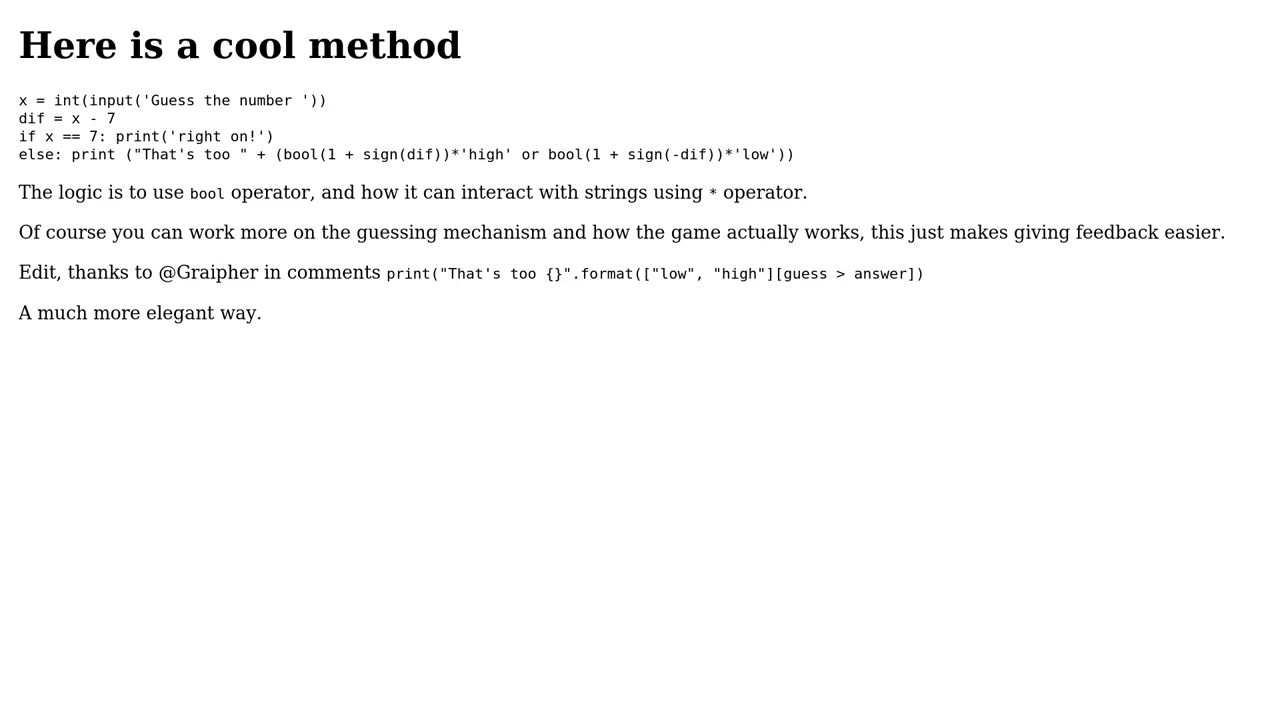 Here is a cool method
x = int(input('Guess the number '))
dif = x - 7
if x == 7: print('right on!')
else: print ("That's too " + (bool(1 + sign(dif))*'high' or bool(1 + sign(-dif))*'low'))
The logic is to use bool operator, and how it can interact with strings using * operator.
Of course you can work more on the guessing mechanism and how the game actually works, this just makes giving feedback easier.
Edit, thanks to @Graipher in comments print("That's too {}".format(["low", "high"][guess > answer])
A much more elegant way.